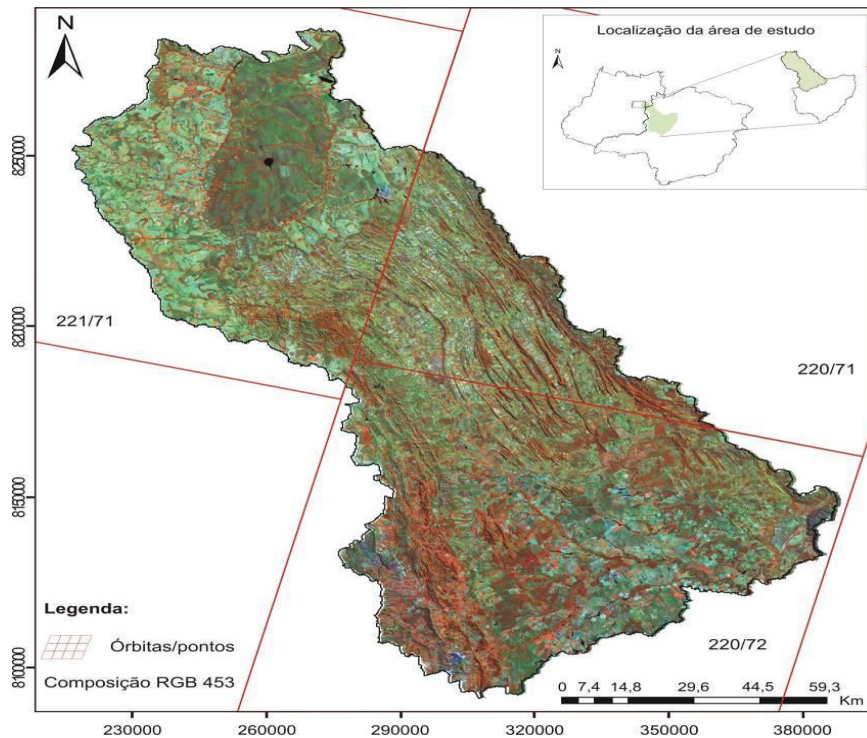 N
Localização da área de estudo
N
8250000
8200000
221/71
220/71
8150000
Legenda:
Órbitas/pontos
220/72
Composição RGB 453
8100000
0 7,4 14,8 29,6 44,5 59,3
Km
230000 260000 290000 320000 350000 380000